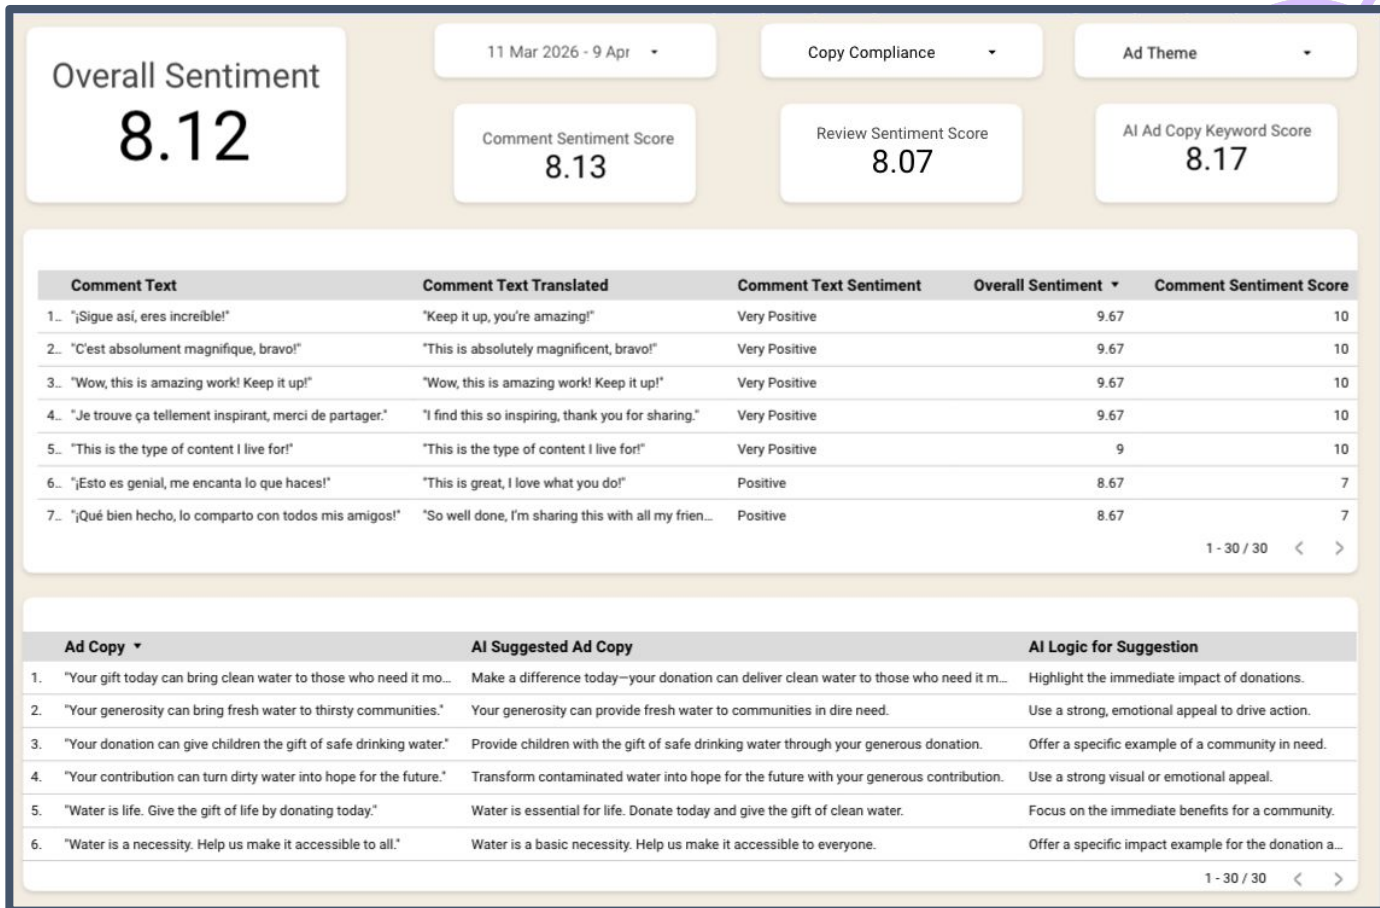 Overall Sentiment
8.12
11 Mar 2026 - 9 Apr
Copy Compliance
Ad Theme
Comment Sentiment Score
8.13
Review Sentiment Score
8.07
AI Ad Copy Keyword Score
8.17
Comment Text Comment Text Translated Comment Text Sentiment Overall Sentiment Comment Sentiment Score
1... "¡Sigue así, eres increíble!" "Keep it up, you're amazing!" Very Positive 9.67 10
2... "C'est absolument magnifique, bravo!" "This is absolutely magnificent, bravo!" Very Positive 9.67 10
3... "Wow, this is amazing work! Keep it up!" "Wow, this is amazing work! Keep it up!" Very Positive 9.67 10
4... "Je trouve ça tellement inspirant, merci de partager." "I find this so inspiring, thank you for sharing." Very Positive 9.67 10
5... "This is the type of content I live for!" "This is the type of content I live for!" Very Positive 9 10
6... "¡Esto es genial, me encanta lo que haces!" "This is great, I love what you do!" Positive 8.67 7
7... "¡Qué bien hecho, lo comparto con todos mis amigos!" "So well done, I'm sharing this with all my frien... Positive 8.67 7
1 - 30 / 30
Ad Copy AI Suggested Ad Copy AI Logic for Suggestion
1. "Your gift today can bring clean water to those who need it mo... Make a difference today—your donation can deliver clean water to those who need it m... Highlight the immediate impact of donations.
2. "Your generosity can bring fresh water to thirsty communities." Your generosity can provide fresh water to communities in dire need. Use a strong, emotional appeal to drive action.
3. "Your donation can give children the gift of safe drinking water." Provide children with the gift of safe drinking water through your generous donation. Offer a specific example of a community in need.
4. "Your contribution can turn dirty water into hope for the future." Transform contaminated water into hope for the future with your generous contribution. Use a strong visual or emotional appeal.
5. "Water is life. Give the gift of life by donating today." Water is essential for life. Donate today and give the gift of clean water. Focus on the immediate benefits for a community.
6. "Water is a necessity. Help us make it accessible to all." Water is a basic necessity. Help us make it accessible to everyone. Offer a specific impact example for the donation a...
1 - 30 / 30